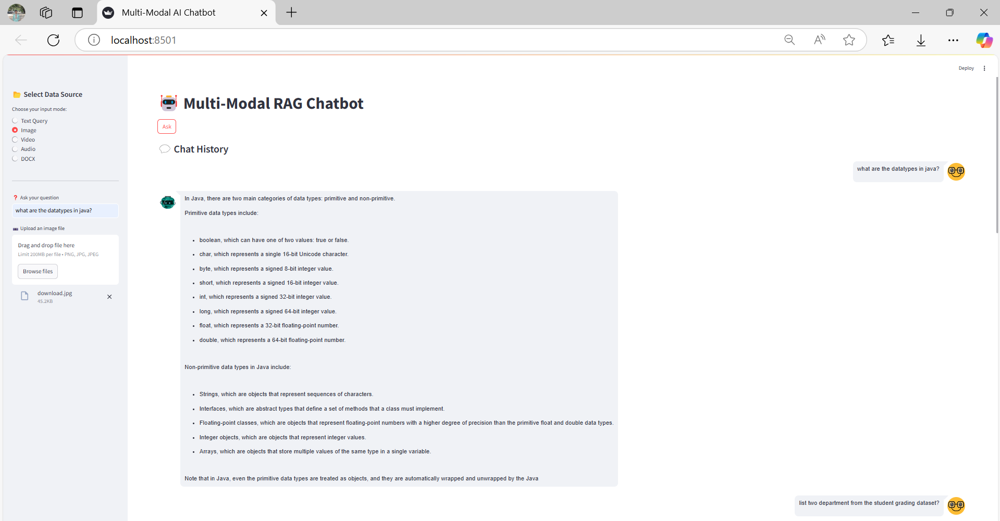 Multi-Modal AI Chatbot
localhost:8501
Deploy
Select Data Source
Choose your input mode:
Text Query
Image
Video
Audio
DOCX
Ask your question
what are the datatypes in java?
Upload an image file
Drag and drop file here
Limit 200MB per file • PNG, JPG, JPEG
Browse files
download.jpg
45.2KB
Multi-Modal RAG Chatbot
Ask
Chat History
what are the datatypes in java?
In Java, there are two main categories of data types: primitive and non-primitive.
Primitive data types include:
• boolean, which can have one of two values: true or false.
• char, which represents a single 16-bit Unicode character.
• byte, which represents a signed 8-bit integer value.
• short, which represents a signed 16-bit integer value.
• int, which represents a signed 32-bit integer value.
• long, which represents a signed 64-bit integer value.
• float, which represents a 32-bit floating-point number.
• double, which represents a 64-bit floating-point number.
Non-primitive data types in Java include:
• Strings, which are objects that represent sequences of characters.
• Interfaces, which are abstract types that define a set of methods that a class must implement.
• Floating-point classes, which are objects that represent floating-point numbers with a higher degree of precision than the primitive float and double data types.
• Integer objects, which are objects that represent integer values.
• Arrays, which are objects that store multiple values of the same type in a single variable.
Note that in Java, even the primitive data types are treated as objects, and they are automatically wrapped and unwrapped by the Java
list two department from the student grading dataset?